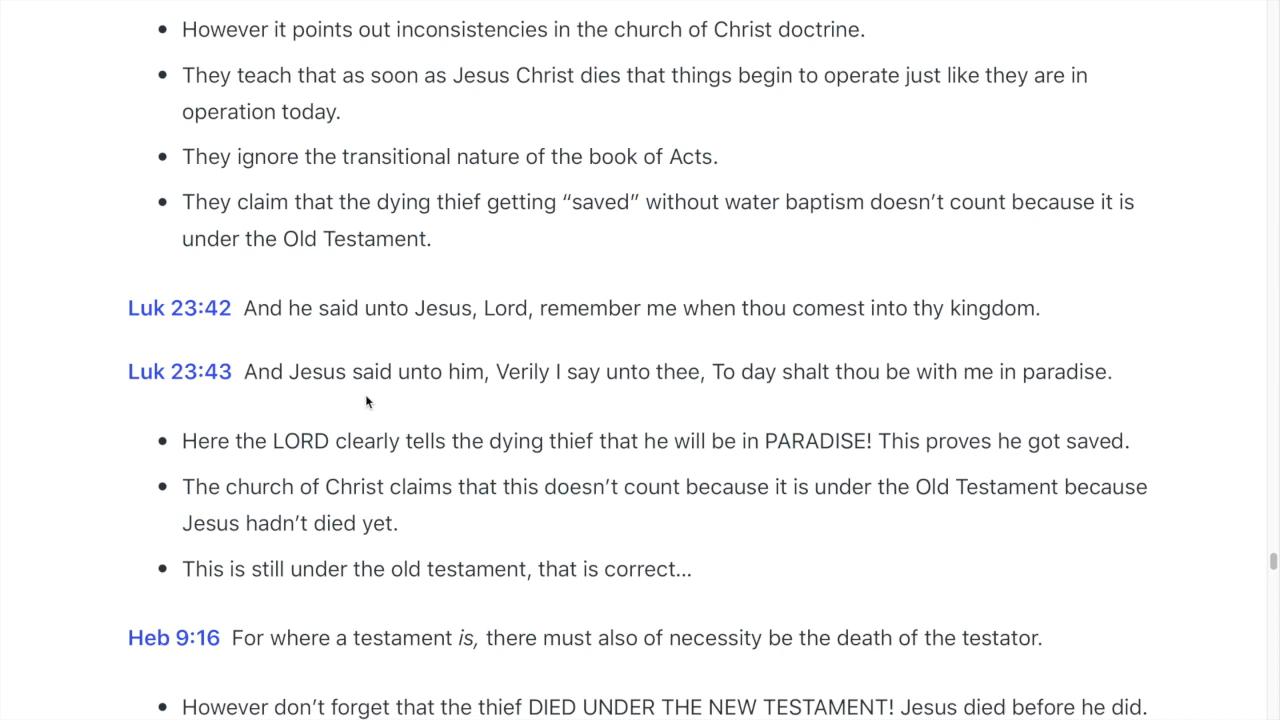 However it points out inconsistencies in the church of Christ doctrine.
They teach that as soon as Jesus Christ dies that things begin to operate just like they are in
operation today.
They ignore the transitional nature of the book of Acts.
They claim that the dying thief getting “saved” without water baptism doesn’t count because it is
under the Old Testament.
Luk 23:42 And he said unto Jesus, Lord, remember me when thou comest into thy kingdom.
Luk 23:43 And Jesus said unto him, Verily I say unto thee, To day shalt thou be with me in paradise.
Here the LORD clearly tells the dying thief that he will be in PARADISE! This proves he got saved.
The church of Christ claims that this doesn’t count because it is under the Old Testament because
Jesus hadn’t died yet.
This is still under the old testament, that is correct…
Heb 9:16 For where a testament is, there must also of necessity be the death of the testator.
However don’t forget that the thief DIED UNDER THE NEW TESTAMENT! Jesus died before he did.